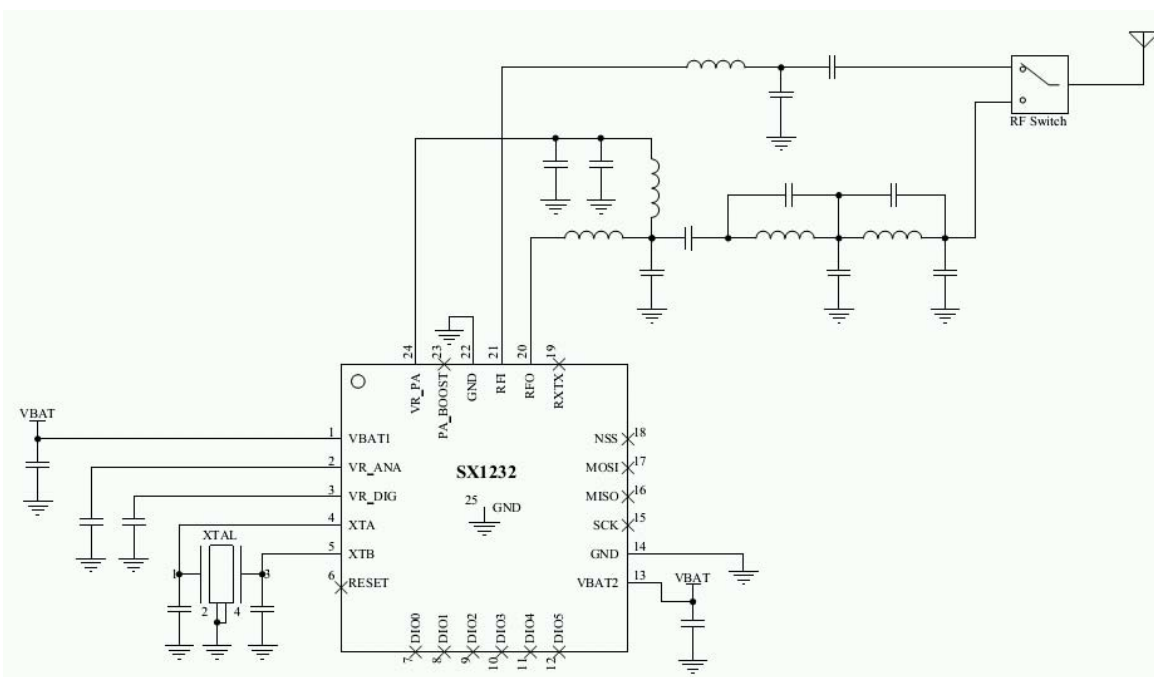 RF Switch
24
23
22
21
20
19
VR_PA
PA_BOOST
GND
RFI
RFO
RXTX
VBAT
1
VBAT1
NSS
18
2
VR_ANA
MOSI
17
SX1232
3
VR_DIG
MISO
16
25
GND
4
XTA
SCK
15
XTAL
5
XTB
GND
14
1
3
6
RESET
VBAT2
13
VBAT
2
4
DIO0
DIO1
DIO2
DIO3
DIO4
DIO5
7
8
9
10
11
12